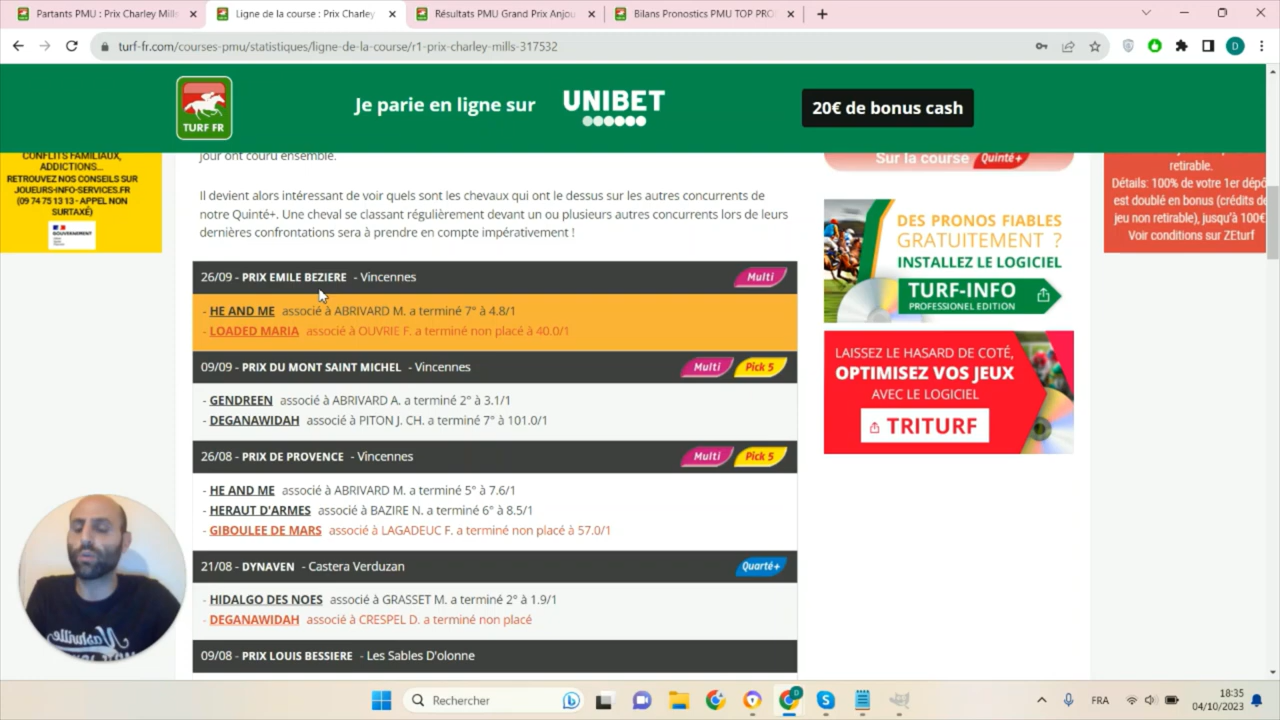 Partants PMU : Prix Charley Mills
Ligne de la course : Prix Charley
Résultats PMU Grand Prix Anjou
Bilans Pronostics PMU TOP PRO
turf-fr.com/courses-pmu/statistiques/ligne-de-la-course/r1-prix-charley-mills-317532
TURF FR
Je parie en ligne sur
UNIBET
20€ de bonus cash
CONFLITS FAMILIAUX,
ADDICTIONS...
RETROUVEZ NOS CONSEILS SUR
JOUEURS-INFO-SERVICES.FR
(09 74 75 13 13 - APPEL NON
SURTAXÉ)
jour ont couru ensemble.
Il devient alors intéressant de voir quels sont les chevaux qui ont le dessus sur les autres concurrents de
notre Quinté+. Une cheval se classant régulièrement devant un ou plusieurs autres concurrents lors de leurs
dernières confrontations sera à prendre en compte impérativement !
26/09 - PRIX EMILE BEZIERE - Vincennes
Multi
- HE AND ME associé à ABRIVARD M. a terminé 7° à 4.8/1
- LOADED MARIA associé à OUVRIE F. a terminé non placé à 40.0/1
09/09 - PRIX DU MONT SAINT MICHEL - Vincennes
Multi Pick 5
- GENDREEN associé à ABRIVARD A. a terminé 2° à 3.1/1
- DEGANAWIDAH associé à PITON J. CH. a terminé 7° à 101.0/1
26/08 - PRIX DE PROVENCE - Vincennes
Multi Pick 5
- HE AND ME associé à ABRIVARD M. a terminé 5° à 7.6/1
- HERAUT D'ARMES associé à BAZIRE N. a terminé 6° à 8.5/1
- GIBOULEE DE MARS associé à LAGADEUC F. a terminé non placé à 57.0/1
21/08 - DYNAVEN - Castera Verduzan
Quarté+
- HIDALGO DES NOES associé à GRASSET M. a terminé 2° à 1.9/1
- DEGANAWIDAH associé à CRESPEL D. a terminé non placé
09/08 - PRIX LOUIS BESSIERE - Les Sables D'olonne
Sur la course Quinté+
DES PRONOS FIABLES
GRATUITEMENT ?
INSTALLEZ LE LOGICIEL
TURF-INFO
PROFESSIONEL EDITION
LAISSEZ LE HASARD DE COTÉ,
OPTIMISEZ VOS JEUX
AVEC LE LOGICIEL
TRITURF
retirable.
Détails: 100% de votre 1er dépô
est doublé en bonus (crédits de
jeu non retirable), jusqu'à 100€
Voir conditions sur ZEturf
Nashville
Rechercher
FRA
18:35
04/10/2023